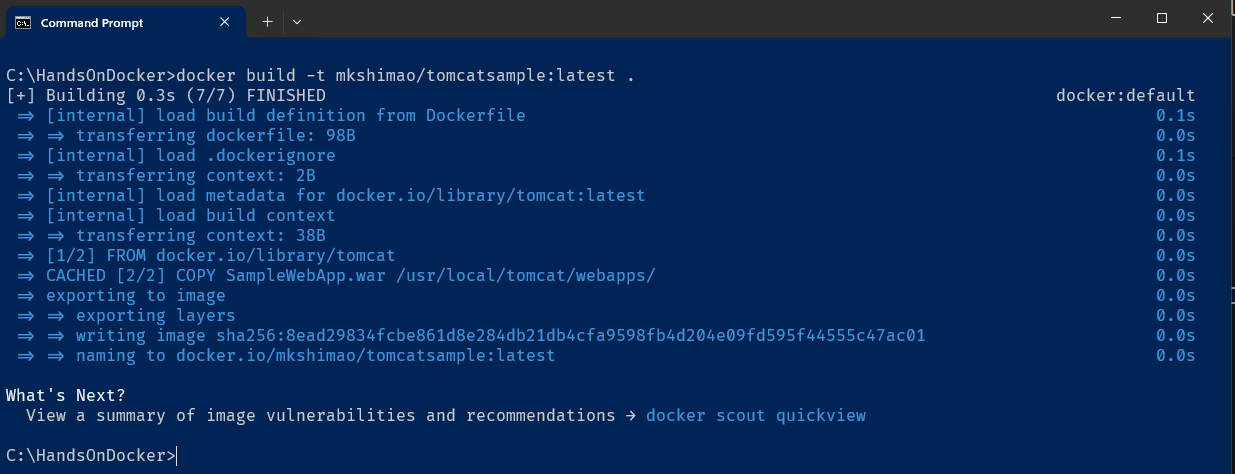 Command Prompt
C:\HandsOnDocker>docker build -t mkshimao/tomcatsample:latest .
[+] Building 0.3s (7/7) FINISHED docker:default
=> [internal] load build definition from Dockerfile 0.1s
=> => transferring dockerfile: 98B 0.0s
=> [internal] load .dockerignore 0.1s
=> => transferring context: 2B 0.0s
=> [internal] load metadata for docker.io/library/tomcat:latest 0.0s
=> [internal] load build context 0.0s
=> => transferring context: 38B 0.0s
=> [1/2] FROM docker.io/library/tomcat 0.0s
=> CACHED [2/2] COPY SampleWebApp.war /usr/local/tomcat/webapps/ 0.0s
=> exporting to image 0.0s
=> => exporting layers 0.0s
=> => writing image sha256:8ead29834fcbe861d8e284db21db4cfa9598fb4d204e09fd595f44555c47ac01 0.0s
=> => naming to docker.io/mkshimao/tomcatsample:latest 0.0s
What's Next?
View a summary of image vulnerabilities and recommendations → docker scout quickview
C:\HandsOnDocker>